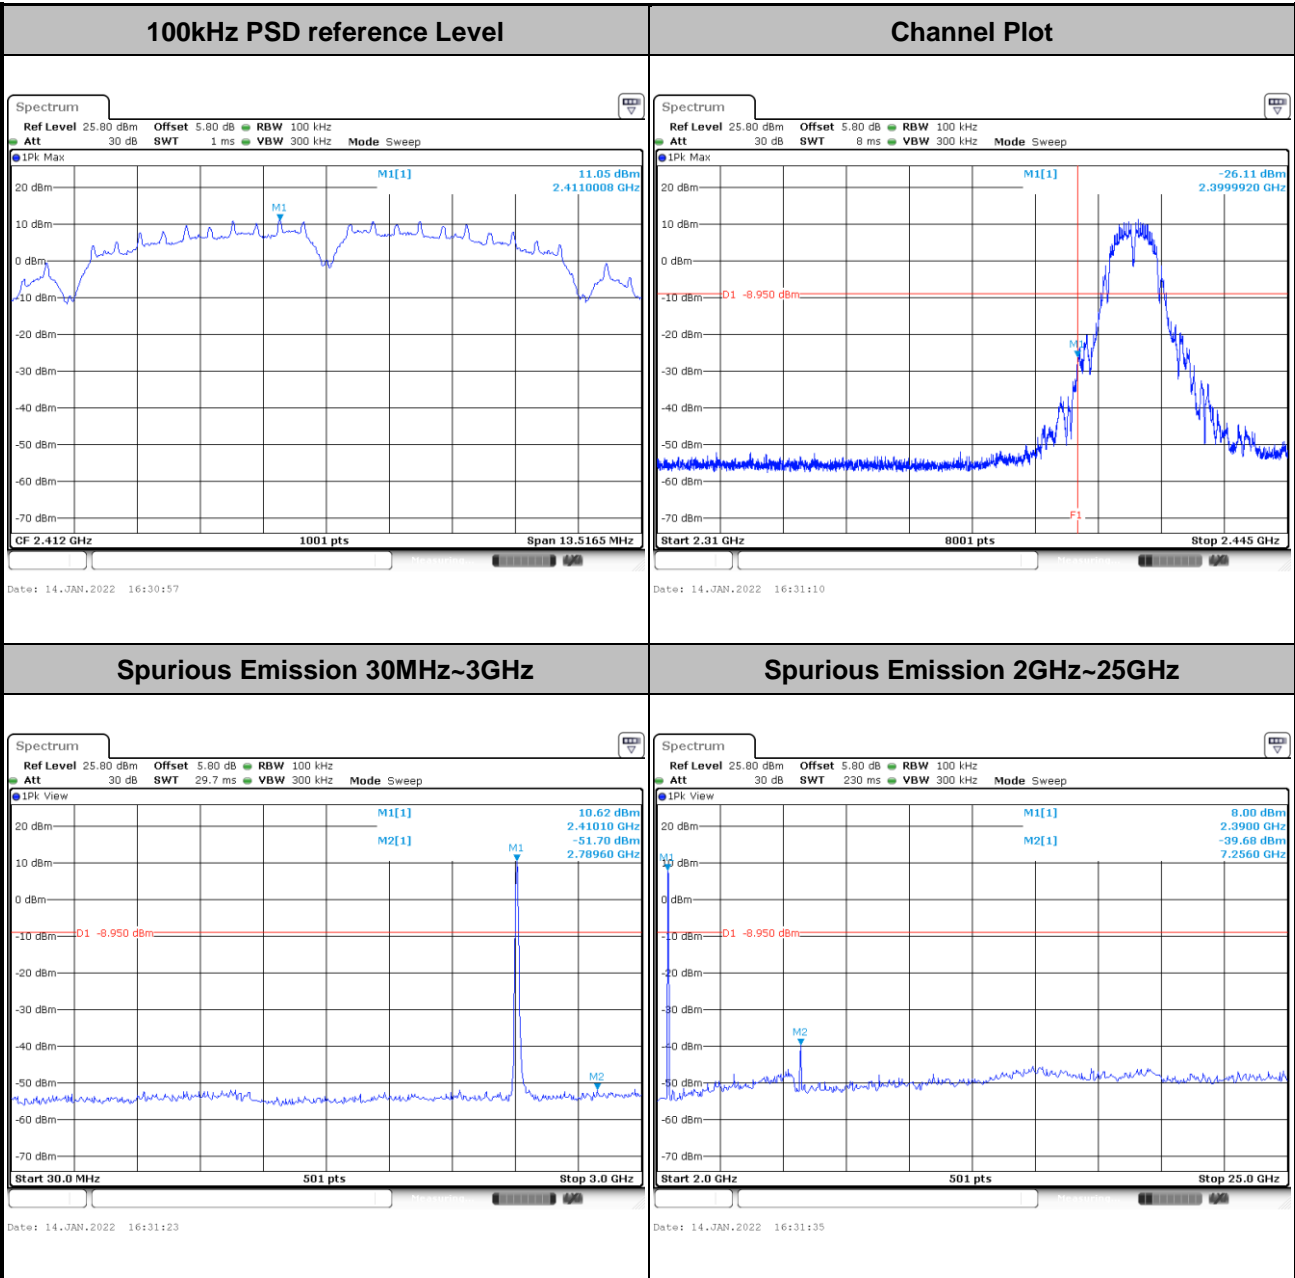 100kHz PSD reference Level
Channel Plot
Spectrum
Ref Level 25.80 dBm Offset 5.80 dB RBW 100 kHz
Att 30 dB SWT 1 ms VBW 300 kHz Mode Sweep
1Pk Max
M1[1] 11.05 dBm
2.4110008 GHz
20 dBm
M1
10 dBm
0 dBm
-10 dBm
-20 dBm
-30 dBm
-40 dBm
-50 dBm
-60 dBm
-70 dBm
CF 2.412 GHz 1001 pts Span 13.5165 MHz
Date: 14.JAN.2022 16:30:57
Spectrum
Ref Level 25.80 dBm Offset 5.80 dB RBW 100 kHz
Att 30 dB SWT 8 ms VBW 300 kHz Mode Sweep
1Pk Max
M1[1] -26.11 dBm
2.3999920 GHz
20 dBm
10 dBm
0 dBm
-10 dBm D1 -8.950 dBm
-20 dBm
M1
-30 dBm
-40 dBm
-50 dBm
-60 dBm
-70 dBm
F1
Start 2.31 GHz 8001 pts Stop 2.445 GHz
Date: 14.JAN.2022 16:31:10
Spurious Emission 30MHz~3GHz
Spurious Emission 2GHz~25GHz
Spectrum
Ref Level 25.80 dBm Offset 5.80 dB RBW 100 kHz
Att 30 dB SWT 29.7 ms VBW 300 kHz Mode Sweep
1Pk View
M1[1] 10.62 dBm
2.41010 GHz
M2[1] -51.70 dBm
2.78960 GHz
20 dBm
M1
10 dBm
0 dBm
-10 dBm D1 -8.950 dBm
-20 dBm
-30 dBm
-40 dBm
-50 dBm
M2
-60 dBm
-70 dBm
Start 30.0 MHz 501 pts Stop 3.0 GHz
Date: 14.JAN.2022 16:31:23
Spectrum
Ref Level 25.80 dBm Offset 5.80 dB RBW 100 kHz
Att 30 dB SWT 230 ms VBW 300 kHz Mode Sweep
1Pk View
M1[1] 8.00 dBm
2.3900 GHz
M2[1] -39.68 dBm
7.2560 GHz
20 dBm
M1
10 dBm
0 dBm
-10 dBm D1 -8.950 dBm
-20 dBm
-30 dBm
M2
-40 dBm
-50 dBm
-60 dBm
-70 dBm
Start 2.0 GHz 501 pts Stop 25.0 GHz
Date: 14.JAN.2022 16:31:35